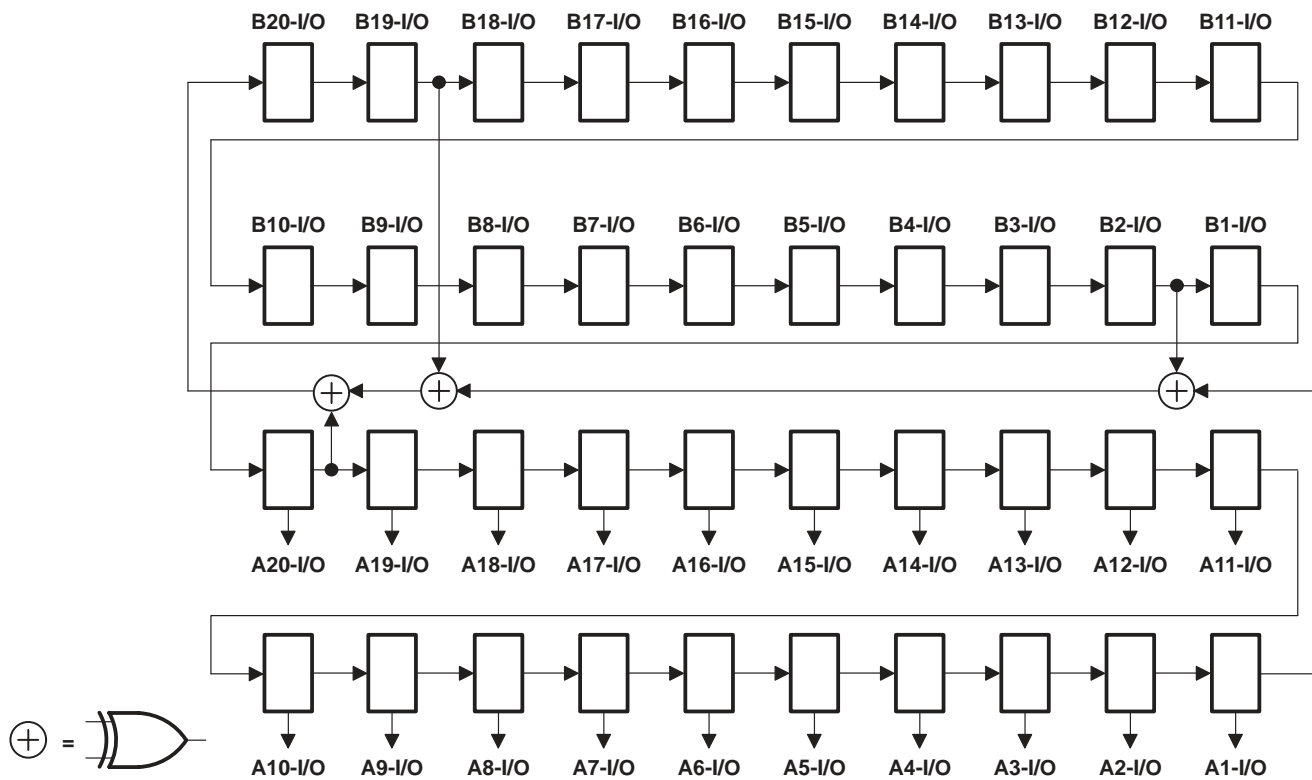 B20-I/O B19-I/O B18-I/O B17-I/O B16-I/O B15-I/O B14-I/O B13-I/O B12-I/O B11-I/O
B10-I/O B9-I/O B8-I/O B7-I/O B6-I/O B5-I/O B4-I/O B3-I/O B2-I/O B1-I/O
A20-I/O A19-I/O A18-I/O A17-I/O A16-I/O A15-I/O A14-I/O A13-I/O A12-I/O A11-I/O
=
A10-I/O A9-I/O A8-I/O A7-I/O A6-I/O A5-I/O A4-I/O A3-I/O A2-I/O A1-I/O